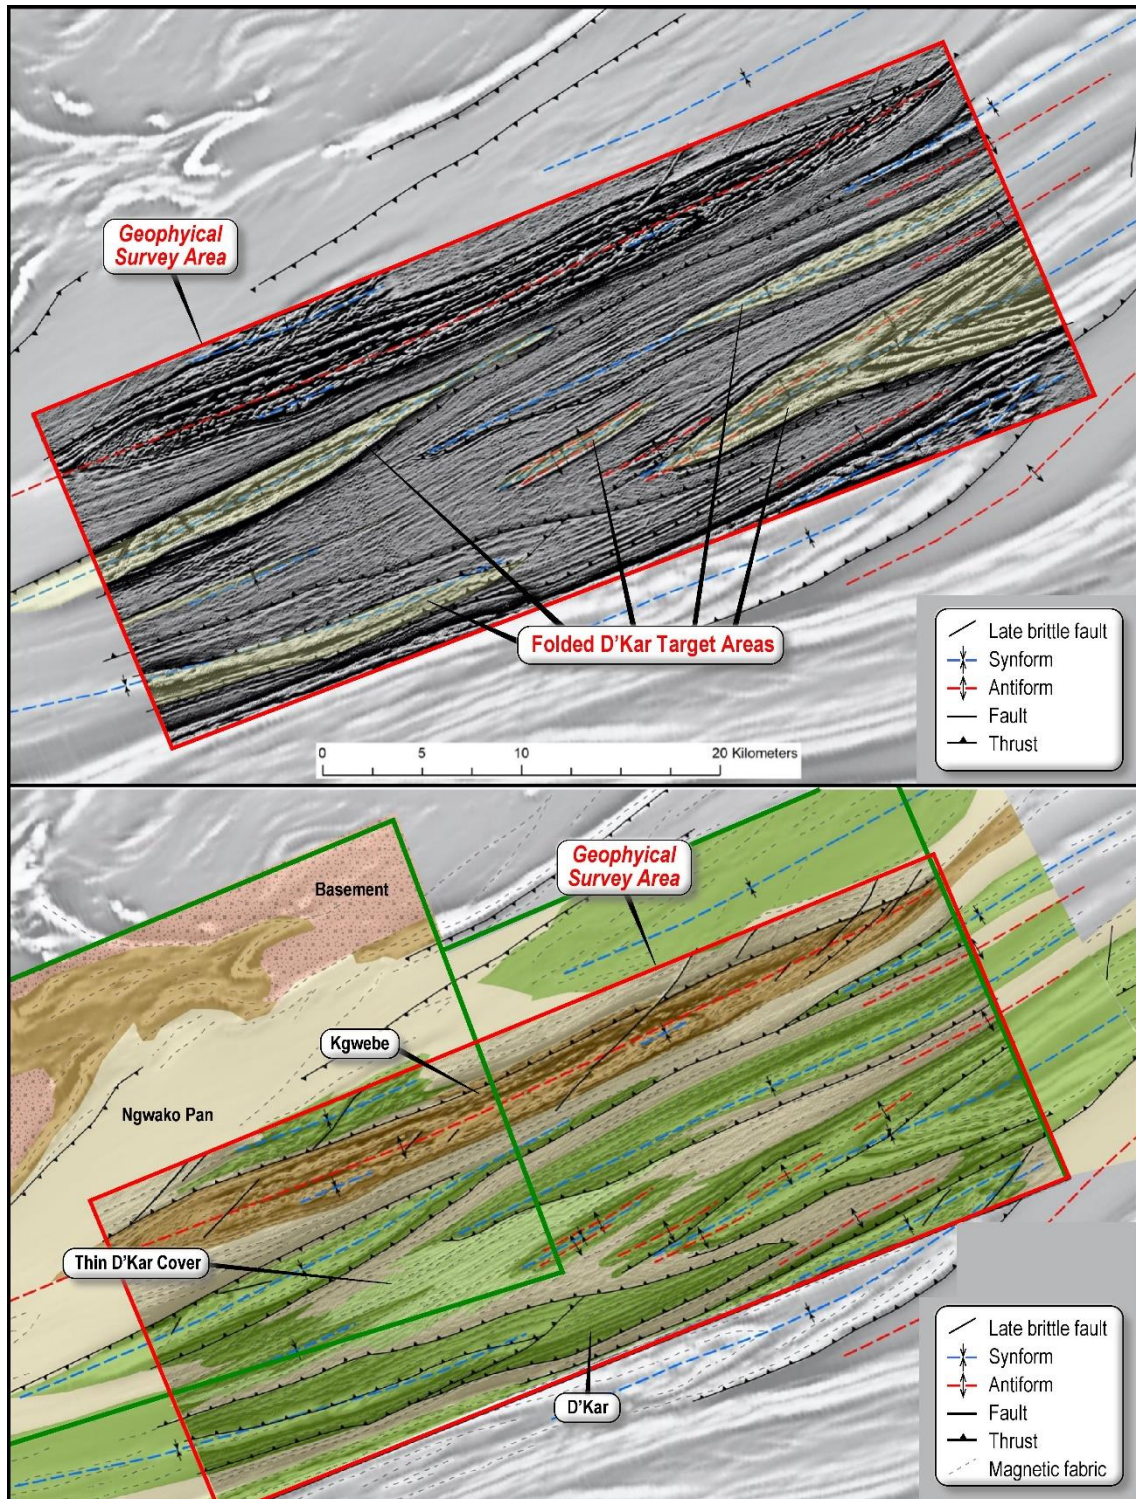 Geophyical
Survey Area
Folded D'Kar Target Areas
Late brittle fault
Synform
Antiform
Fault
Thrust
0 5 10 20 Kilometers
Geophyical
Survey Area
Basement
Kgwebe
Ngwako Pan
Thin D'Kar Cover
D'Kar
Late brittle fault
Synform
Antiform
Fault
Thrust
Magnetic fabric